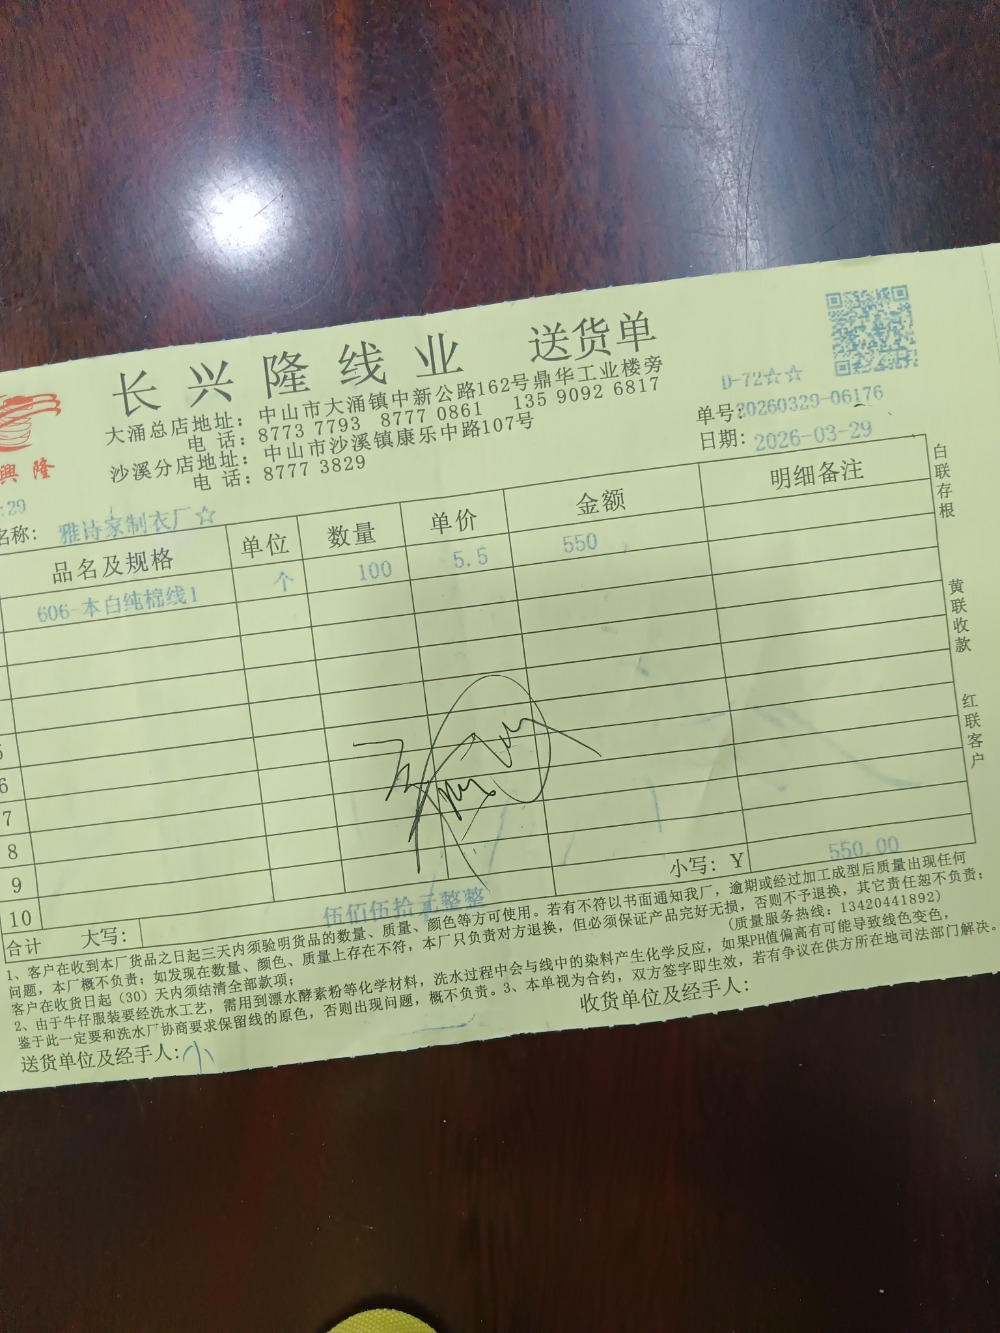 长兴隆线业 送货单
大涌总店地址：中山市大涌镇中新公路162号鼎华工业楼旁
电 话：8773 7793 8777 0861 135 9092 6817
沙溪分店地址：中山市沙溪镇康乐中路107号
电 话：8777 3829
興隆
D-72☆☆
单号：20260329-06176
日期：2026-03-29
:29
名称：雅诗家制衣厂☆
品名及规格 单位 数量 单价 金额 明细备注
606-本白纯棉线1 个 100 5.5 550
6
7
8
9
10
合计 大写：伍佰伍拾元整整 小写：Y 550.00
白联存根
黄联收款
红联客户
1、客户在收到本厂货品之日起三天内须验明货品的数量、质量、颜色等方可使用。若有不符以书面通知我厂，逾期或经过加工成型后质量出现任何
问题，本厂概不负责；如发现在数量、颜色、质量上存在不符，本厂只负责对方退换，但必须保证产品完好无损，否则不予退换，其它责任恕不负责；
客户在收货日起（30）天内须结清全部款项； （质量服务热线：13420441892）
2、由于牛仔服装要经洗水工艺，需用到漂水酵素粉等化学材料，洗水过程中会与线中的染料产生化学反应，如果PH值偏高有可能导致线色变色，
鉴于此一定要和洗水厂协商要求保留线的原色，否则出现问题，概不负责。3、本单视为合约，双方签字即生效，若有争议在供方所在地司法部门解决。
送货单位及经手人：小 收货单位及经手人：